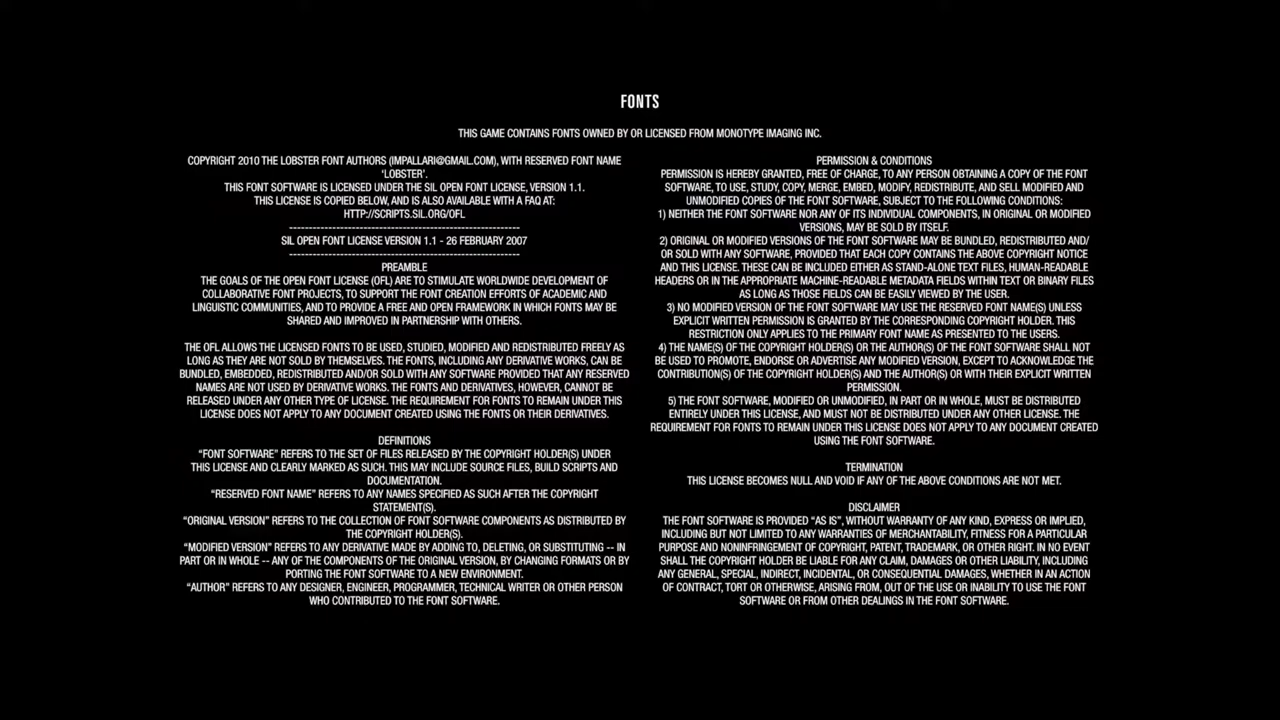 FONTS
THIS GAME CONTAINS FONTS OWNED BY OR LICENSED FROM MONOTYPE IMAGING INC.
COPYRIGHT 2010 THE LOBSTER FONT AUTHORS (IMPALLARI@GMAIL.COM), WITH RESERVED FONT NAME
‘LOBSTER’.
THIS FONT SOFTWARE IS LICENSED UNDER THE SIL OPEN FONT LICENSE, VERSION 1.1.
THIS LICENSE IS COPIED BELOW, AND IS ALSO AVAILABLE WITH A FAQ AT:
HTTP://SCRIPTS.SIL.ORG/OFL
-----------------------------------------------------------
SIL OPEN FONT LICENSE VERSION 1.1 - 26 FEBRUARY 2007
-----------------------------------------------------------
PREAMBLE
THE GOALS OF THE OPEN FONT LICENSE (OFL) ARE TO STIMULATE WORLDWIDE DEVELOPMENT OF
COLLABORATIVE FONT PROJECTS, TO SUPPORT THE FONT CREATION EFFORTS OF ACADEMIC AND
LINGUISTIC COMMUNITIES, AND TO PROVIDE A FREE AND OPEN FRAMEWORK IN WHICH FONTS MAY BE
SHARED AND IMPROVED IN PARTNERSHIP WITH OTHERS.
THE OFL ALLOWS THE LICENSED FONTS TO BE USED, STUDIED, MODIFIED AND REDISTRIBUTED FREELY AS
LONG AS THEY ARE NOT SOLD BY THEMSELVES. THE FONTS, INCLUDING ANY DERIVATIVE WORKS, CAN BE
BUNDLED, EMBEDDED, REDISTRIBUTED AND/OR SOLD WITH ANY SOFTWARE PROVIDED THAT ANY RESERVED
NAMES ARE NOT USED BY DERIVATIVE WORKS. THE FONTS AND DERIVATIVES, HOWEVER, CANNOT BE
RELEASED UNDER ANY OTHER TYPE OF LICENSE. THE REQUIREMENT FOR FONTS TO REMAIN UNDER THIS
LICENSE DOES NOT APPLY TO ANY DOCUMENT CREATED USING THE FONTS OR THEIR DERIVATIVES.
DEFINITIONS
“FONT SOFTWARE” REFERS TO THE SET OF FILES RELEASED BY THE COPYRIGHT HOLDER(S) UNDER
THIS LICENSE AND CLEARLY MARKED AS SUCH. THIS MAY INCLUDE SOURCE FILES, BUILD SCRIPTS AND
DOCUMENTATION.
“RESERVED FONT NAME” REFERS TO ANY NAMES SPECIFIED AS SUCH AFTER THE COPYRIGHT
STATEMENT(S).
“ORIGINAL VERSION” REFERS TO THE COLLECTION OF FONT SOFTWARE COMPONENTS AS DISTRIBUTED BY
THE COPYRIGHT HOLDER(S).
“MODIFIED VERSION” REFERS TO ANY DERIVATIVE MADE BY ADDING TO, DELETING, OR SUBSTITUTING -- IN
PART OR IN WHOLE -- ANY OF THE COMPONENTS OF THE ORIGINAL VERSION, BY CHANGING FORMATS OR BY
PORTING THE FONT SOFTWARE TO A NEW ENVIRONMENT.
“AUTHOR” REFERS TO ANY DESIGNER, ENGINEER, PROGRAMMER, TECHNICAL WRITER OR OTHER PERSON
WHO CONTRIBUTED TO THE FONT SOFTWARE.
PERMISSION & CONDITIONS
PERMISSION IS HEREBY GRANTED, FREE OF CHARGE, TO ANY PERSON OBTAINING A COPY OF THE FONT
SOFTWARE, TO USE, STUDY, COPY, MERGE, EMBED, MODIFY, REDISTRIBUTE, AND SELL MODIFIED AND
UNMODIFIED COPIES OF THE FONT SOFTWARE, SUBJECT TO THE FOLLOWING CONDITIONS:
1) NEITHER THE FONT SOFTWARE NOR ANY OF ITS INDIVIDUAL COMPONENTS, IN ORIGINAL OR MODIFIED
VERSIONS, MAY BE SOLD BY ITSELF.
2) ORIGINAL OR MODIFIED VERSIONS OF THE FONT SOFTWARE MAY BE BUNDLED, REDISTRIBUTED AND/
OR SOLD WITH ANY SOFTWARE, PROVIDED THAT EACH COPY CONTAINS THE ABOVE COPYRIGHT NOTICE
AND THIS LICENSE. THESE CAN BE INCLUDED EITHER AS STAND-ALONE TEXT FILES, HUMAN-READABLE
HEADERS OR IN THE APPROPRIATE MACHINE-READABLE METADATA FIELDS WITHIN TEXT OR BINARY FILES
AS LONG AS THOSE FIELDS CAN BE EASILY VIEWED BY THE USER.
3) NO MODIFIED VERSION OF THE FONT SOFTWARE MAY USE THE RESERVED FONT NAME(S) UNLESS
EXPLICIT WRITTEN PERMISSION IS GRANTED BY THE CORRESPONDING COPYRIGHT HOLDER. THIS
RESTRICTION ONLY APPLIES TO THE PRIMARY FONT NAME AS PRESENTED TO THE USERS.
4) THE NAME(S) OF THE COPYRIGHT HOLDER(S) OR THE AUTHOR(S) OF THE FONT SOFTWARE SHALL NOT
BE USED TO PROMOTE, ENDORSE OR ADVERTISE ANY MODIFIED VERSION, EXCEPT TO ACKNOWLEDGE THE
CONTRIBUTION(S) OF THE COPYRIGHT HOLDER(S) AND THE AUTHOR(S) OR WITH THEIR EXPLICIT WRITTEN
PERMISSION.
5) THE FONT SOFTWARE, MODIFIED OR UNMODIFIED, IN PART OR IN WHOLE, MUST BE DISTRIBUTED
ENTIRELY UNDER THIS LICENSE, AND MUST NOT BE DISTRIBUTED UNDER ANY OTHER LICENSE. THE
REQUIREMENT FOR FONTS TO REMAIN UNDER THIS LICENSE DOES NOT APPLY TO ANY DOCUMENT CREATED
USING THE FONT SOFTWARE.
TERMINATION
THIS LICENSE BECOMES NULL AND VOID IF ANY OF THE ABOVE CONDITIONS ARE NOT MET.
DISCLAIMER
THE FONT SOFTWARE IS PROVIDED “AS IS”, WITHOUT WARRANTY OF ANY KIND, EXPRESS OR IMPLIED,
INCLUDING BUT NOT LIMITED TO ANY WARRANTIES OF MERCHANTABILITY, FITNESS FOR A PARTICULAR
PURPOSE AND NONINFRINGEMENT OF COPYRIGHT, PATENT, TRADEMARK, OR OTHER RIGHT. IN NO EVENT
SHALL THE COPYRIGHT HOLDER BE LIABLE FOR ANY CLAIM, DAMAGES OR OTHER LIABILITY, INCLUDING
ANY GENERAL, SPECIAL, INDIRECT, INCIDENTAL, OR CONSEQUENTIAL DAMAGES, WHETHER IN AN ACTION
OF CONTRACT, TORT OR OTHERWISE, ARISING FROM, OUT OF THE USE OR INABILITY TO USE THE FONT
SOFTWARE OR FROM OTHER DEALINGS IN THE FONT SOFTWARE.